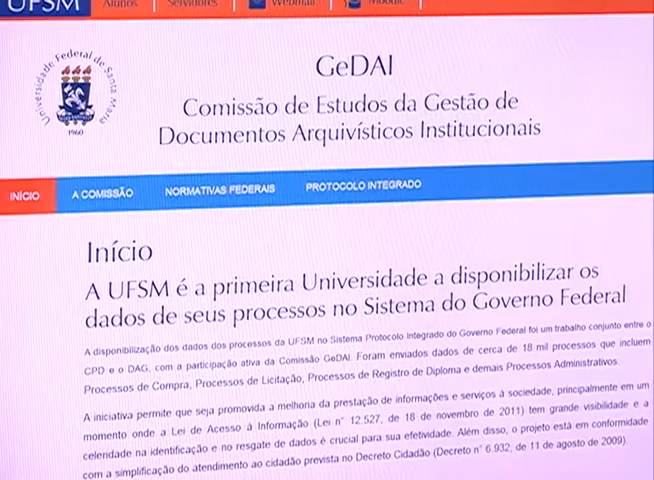 UFSM Alunos Servidores Webmail Moodle
Universidade Federal de Santa Maria
1960
GeDAI
Comissão de Estudos da Gestão de
Documentos Arquivísticos Institucionais
INÍCIO A COMISSÃO NORMATIVAS FEDERAIS PROTOCOLO INTEGRADO
Início
A UFSM é a primeira Universidade a disponibilizar os
dados de seus processos no Sistema do Governo Federal
A disponibilização dos dados dos processos da UFSM no Sistema Protocolo Integrado do Governo Federal foi um trabalho conjunto entre o
CPD e o DAG, com a participação ativa da Comissão GeDAI. Foram enviados dados de cerca de 18 mil processos que incluem
Processos de Compra, Processos de Licitação, Processos de Registro de Diploma e demais Processos Administrativos.
A iniciativa permite que seja promovida a melhoria da prestação de informações e serviços à sociedade, principalmente em um
momento onde a Lei de Acesso à Informação (Lei n° 12.527, de 18 de novembro de 2011) tem grande visibilidade e a
celeridade na identificação e no resgate de dados é crucial para sua efetividade. Além disso, o projeto está em conformidade
com a simplificação do atendimento ao cidadão prevista no Decreto Cidadão (Decreto n° 6.932, de 11 de agosto de 2009).